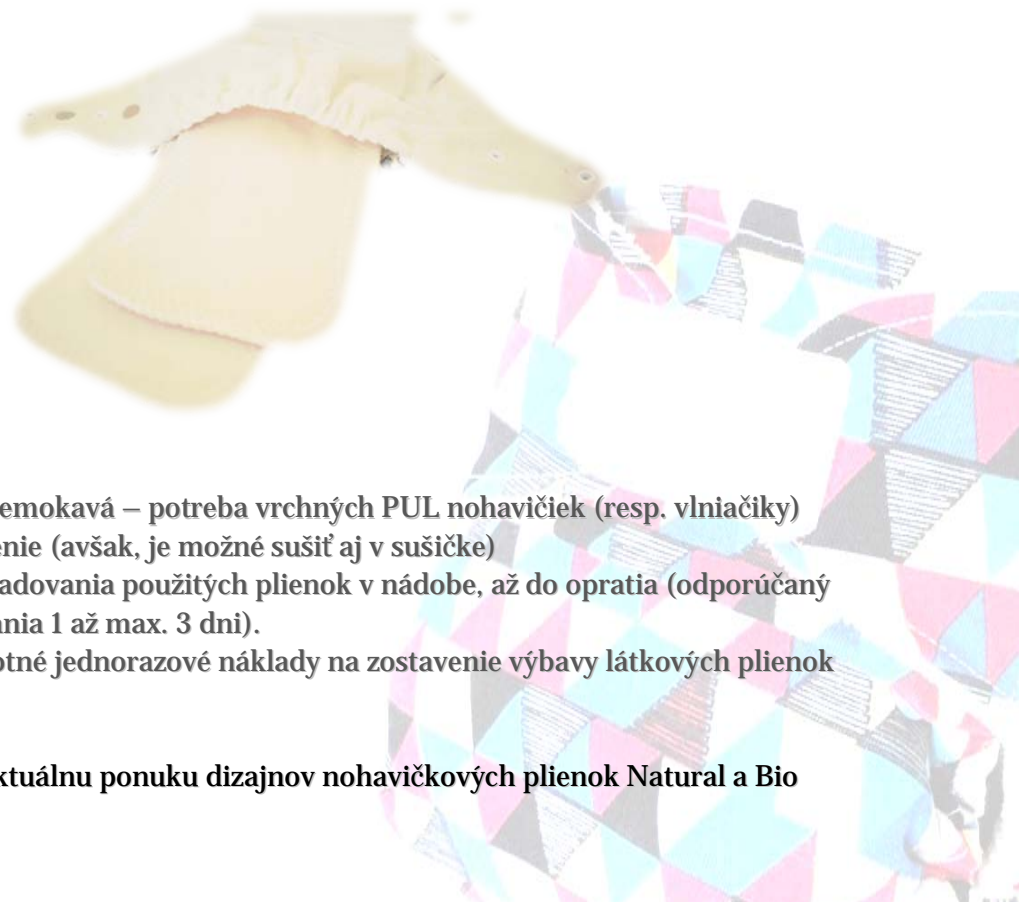 emokavá – potreba vrchných PUL nohavičiek (resp. vlniačiky)
enie (avšak, je možné sušiť aj v sušičke)
adovania použitých plienok v nádobe, až do opratia (odporúčaný
ania 1 až max. 3 dni).
otné jednorazové náklady na zostavenie výbavy látkových plienok
ktuálnu ponuku dizajnov nohavičkových plienok Natural a Bio